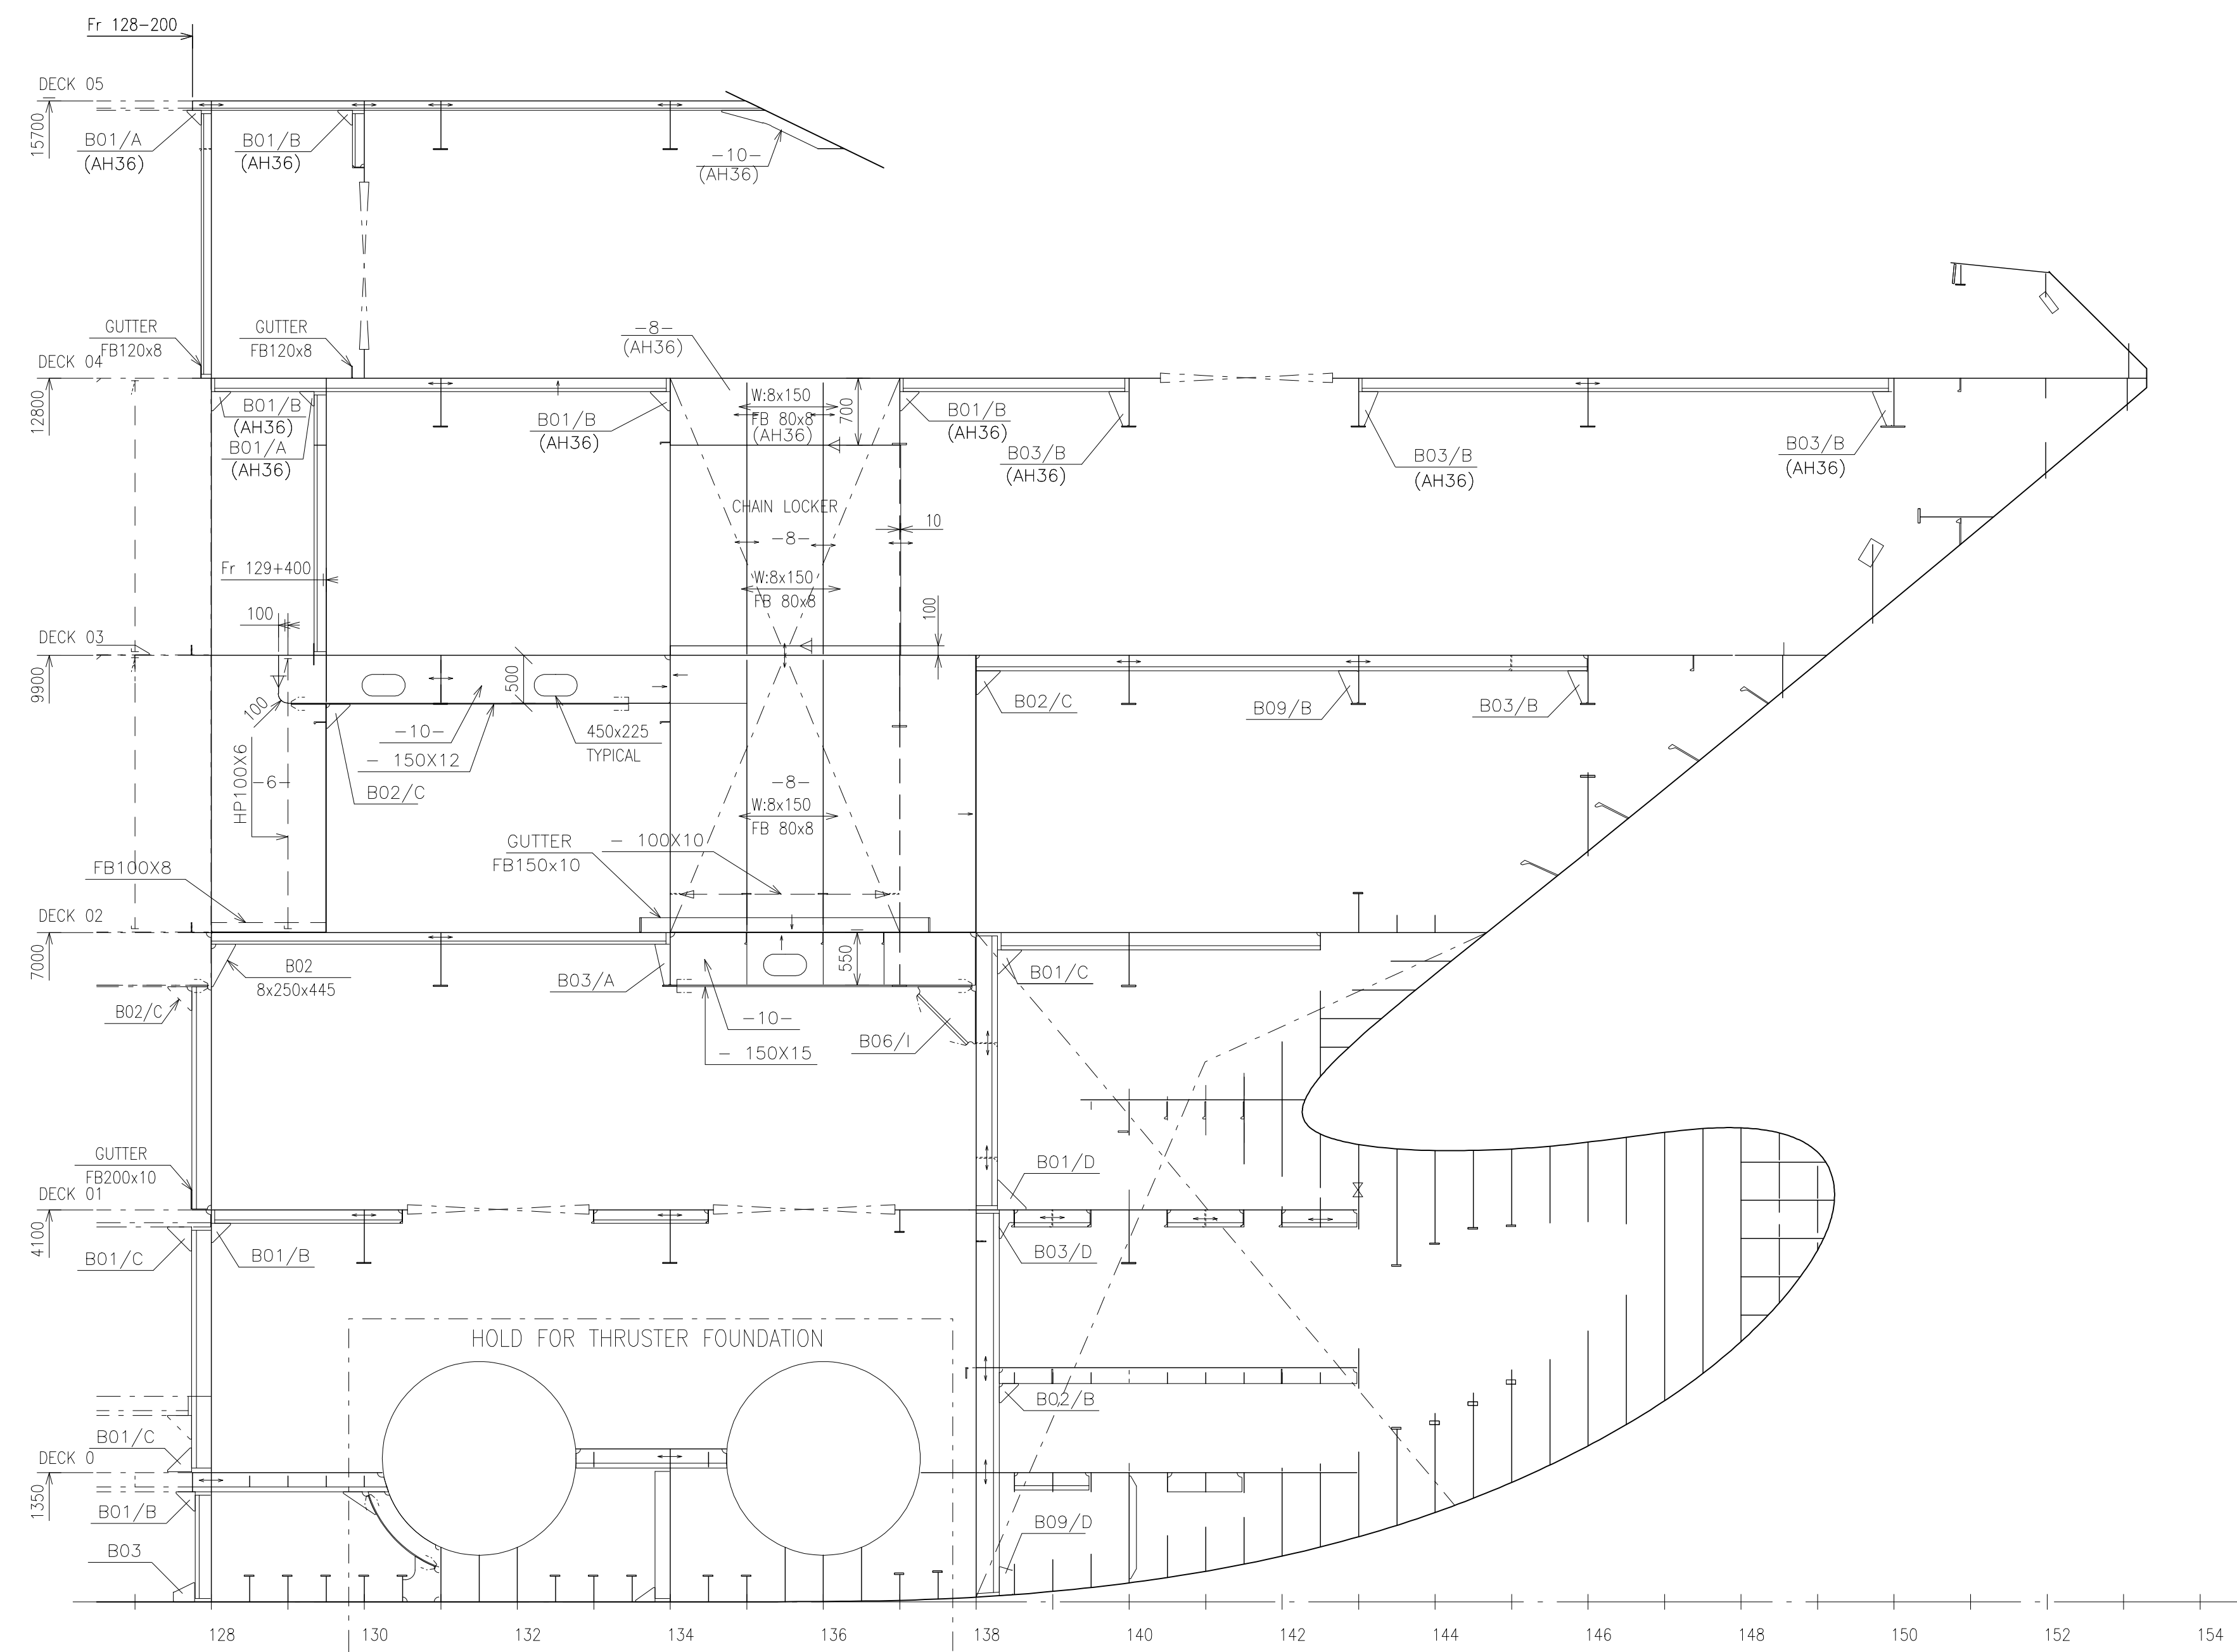 Fr 128-200
DECK 05
15700
B01/A
(AH36)
B01/B
(AH36)
-10-
(AH36)
GUTTER
FB120x8
GUTTER
FB120x8
-8-
(AH36)
DECK 04
12800
B01/B
(AH36)
B01/A
(AH36)
B01/B
(AH36)
W:8x150
FB 80x8
(AH36)
700
B01/B
(AH36)
B03/B
(AH36)
B03/B
(AH36)
B03/B
(AH36)
CHAIN LOCKER
10
-8-
Fr 129+400
W:8x150
FB 80x8
100
100
DECK 03
9900
500
100
B02/C
B09/B
B03/B
-10-
450x225
TYPICAL
- 150X12
HP100X6
-6-
B02/C
-8-
W:8x150
FB 80x8
GUTTER
FB150x10
- 100X10
FB100X8
DECK 02
7000
B02
8x250x445
B03/A
550
B01/C
B02/C
-10-
- 150X15
B06/I
GUTTER
FB200x10
B01/D
DECK 01
4100
B01/C
B01/B
B03/D
HOLD FOR THRUSTER FOUNDATION
B02/B
B01/C
DECK 0
1350
B01/B
B09/D
B03
128 130 132 134 136 138 140 142 144 146 148 150 152 154